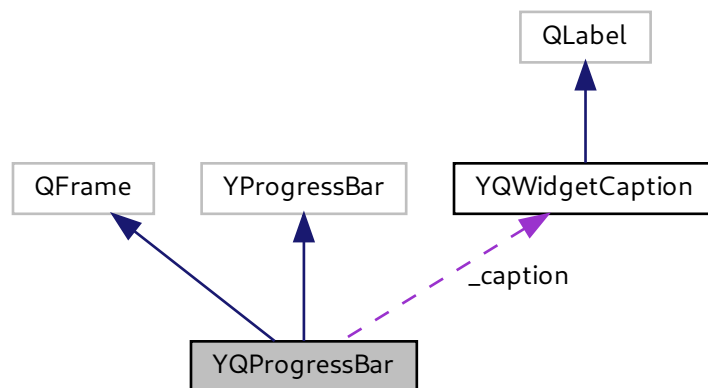 QLabel
QFrame
YProgressBar
YQWidgetCaption
_caption
YQProgressBar